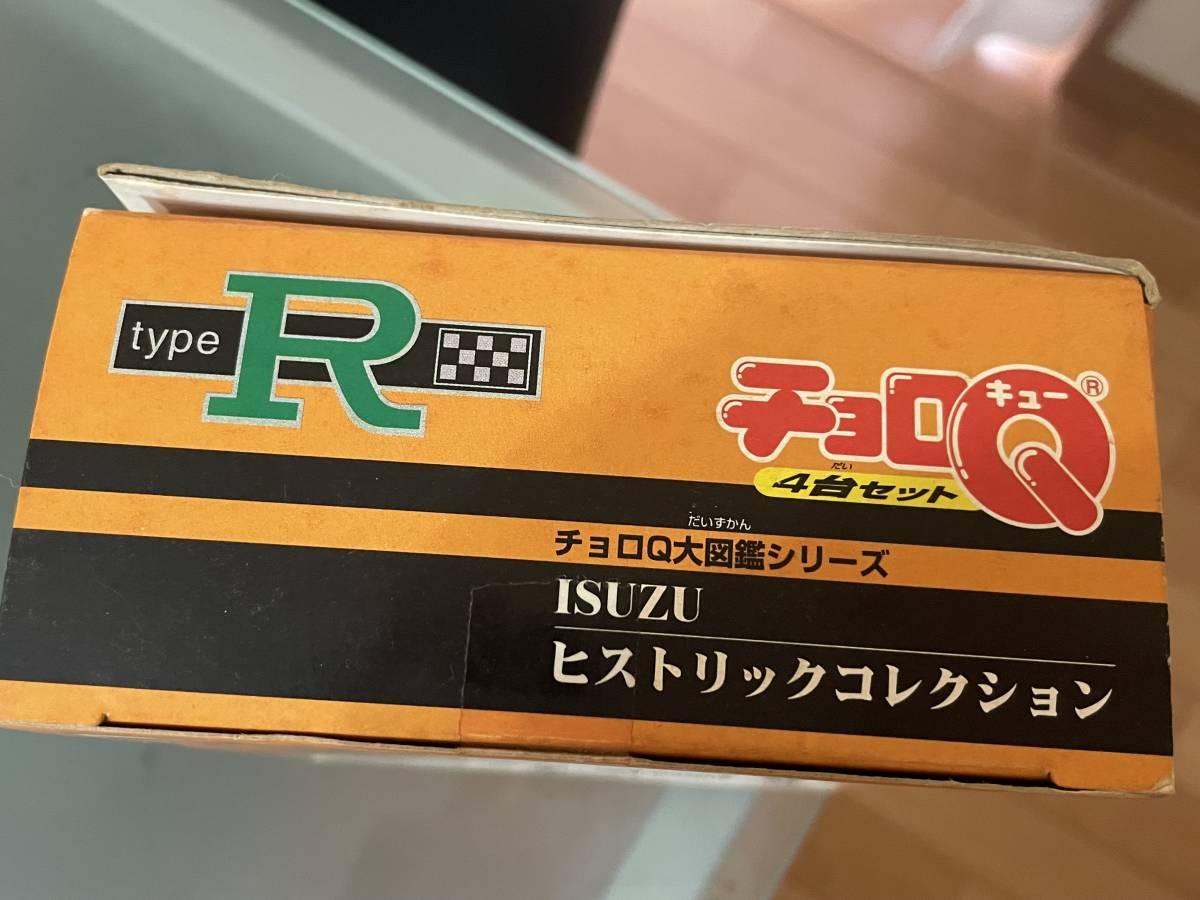 type R
チョロQ®
キュー
だい
4台セット
だいずかん
チョロQ大図鑑シリーズ
ISUZU
ヒストリックコレクション